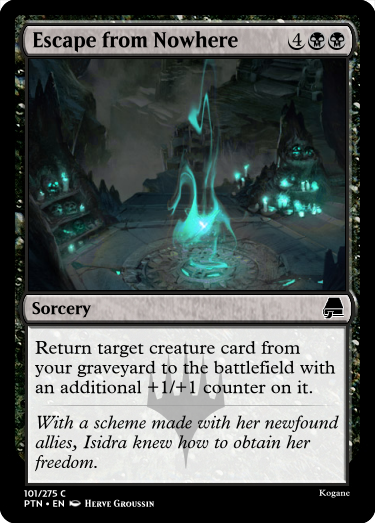 Escape from Nowhere 4
Sorcery
Return target creature card from
your graveyard to the battlefield with
an additional +1/+1 counter on it.
With a scheme made with her newfound
allies, Isidra knew how to obtain her
freedom.
101/275 C Kogane
PTN • EN Herve Groussin